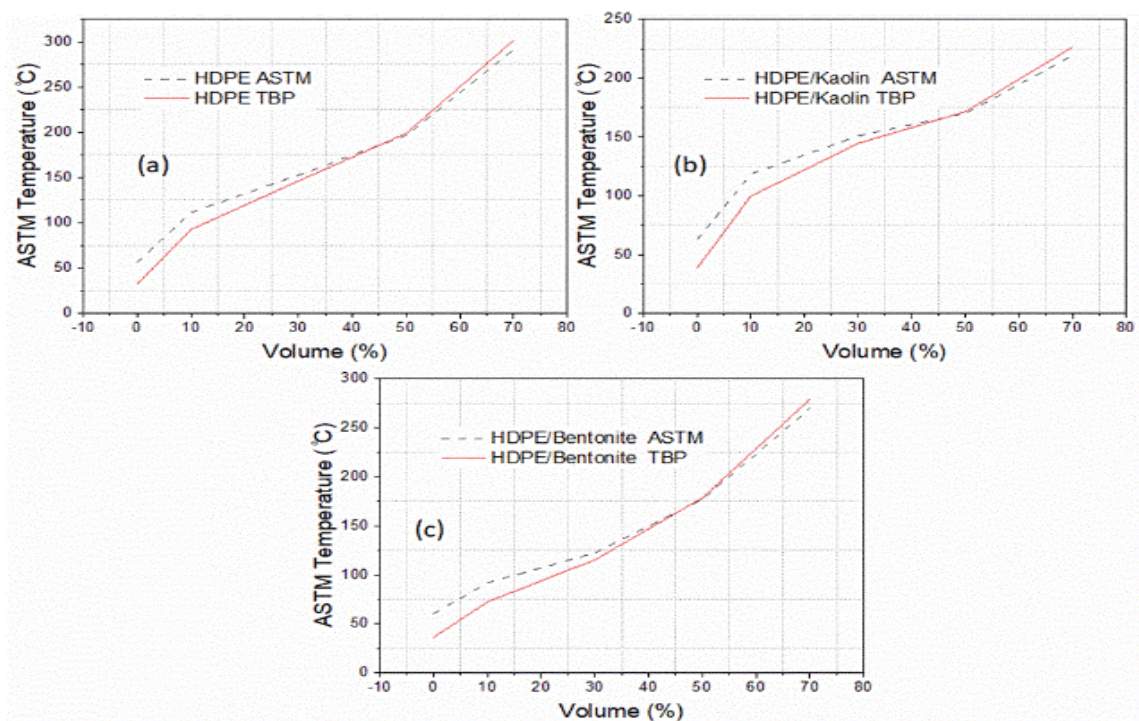 300
250
200
150
100
50
0
ASTM Temperature (°C)
HDPE ASTM
HDPE TBP
(a)
-10 0 10 20 30 40 50 60 70 80
Volume (%)
250
200
150
100
50
0
ASTM Temperature (°C)
HDPE/Kaolin ASTM
HDPE/Kaolin TBP
(b)
-10 0 10 20 30 40 50 60 70 80
Volume (%)
300
250
200
150
100
50
0
ASTM Temperature (°C)
HDPE/Bentonite ASTM
HDPE/Bentonite TBP
(c)
-10 0 10 20 30 40 50 60 70 80
Volume (%)